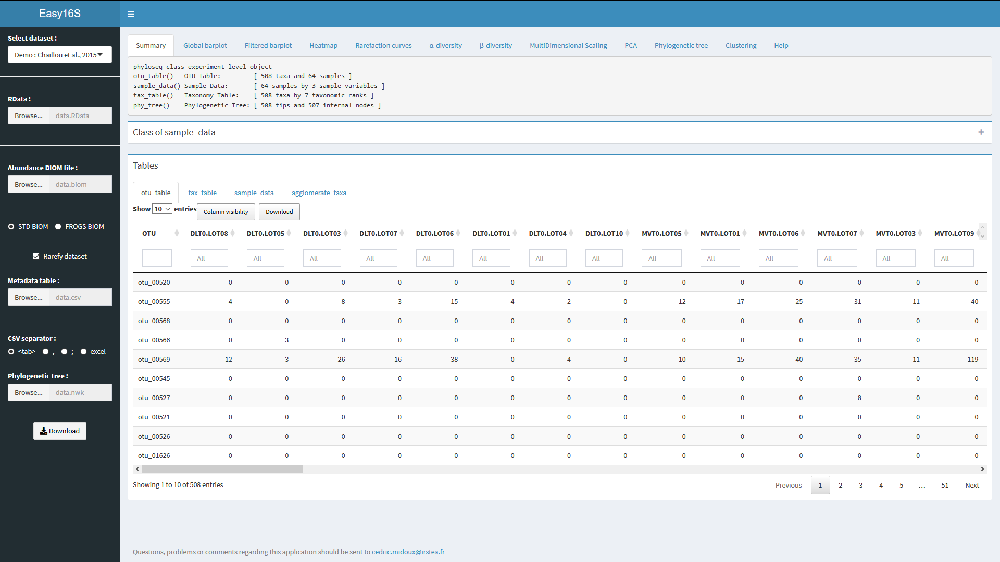 Easy16S
Select dataset :
Demo : Chaillou et al., 2015
RData :
Browse... data.RData
Abundance BIOM file :
Browse... data.biom
STD BIOM FROGS BIOM
Rarefy dataset
Metadata table :
Browse... data.csv
CSV separator :
<tab> , ; excel
Phylogenetic tree :
Browse... data.nwk
Download
Summary Global barplot Filtered barplot Heatmap Rarefaction curves α-diversity β-diversity MultiDimensional Scaling PCA Phylogenetic tree Clustering Help
phyloseq-class experiment-level object
otu_table() OTU Table: [ 508 taxa and 64 samples ]
sample_data() Sample Data: [ 64 samples by 3 sample variables ]
tax_table() Taxonomy Table: [ 508 taxa by 7 taxonomic ranks ]
phy_tree() Phylogenetic Tree: [ 508 tips and 507 internal nodes ]
Class of sample_data +
Tables
otu_table tax_table sample_data agglomerate_taxa
Show 10 entries Column visibility Download
OTU DLT0.LOT08 DLT0.LOT05 DLT0.LOT03 DLT0.LOT07 DLT0.LOT06 DLT0.LOT01 DLT0.LOT04 DLT0.LOT10 MVT0.LOT05 MVT0.LOT01 MVT0.LOT06 MVT0.LOT07 MVT0.LOT03 MVT0.LOT09
All All All All All All All All All All All All All All
otu_00520 0 0 0 0 0 0 0 0 0 0 0 0 0 0
otu_00555 4 0 8 3 15 4 2 0 12 17 25 31 11 40
otu_00568 0 0 0 0 0 0 0 0 0 0 0 0 0 0
otu_00566 0 3 0 0 0 0 0 0 0 0 0 0 0 0
otu_00569 12 3 26 16 38 0 4 0 10 15 40 35 11 119
otu_00545 0 0 0 0 0 0 0 0 0 0 0 0 0 0
otu_00527 0 0 0 0 0 0 0 0 0 0 0 8 0 0
otu_00521 0 0 0 0 0 0 0 0 0 0 0 0 0 0
otu_00526 0 0 0 0 0 0 0 0 0 0 0 0 0 0
otu_01626 0 0 0 0 0 0 0 0 0 0 0 0 0 0
Showing 1 to 10 of 508 entries
Previous 1 2 3 4 5 … 51 Next
Questions, problems or comments regarding this application should be sent to cedric.midoux@irstea.fr